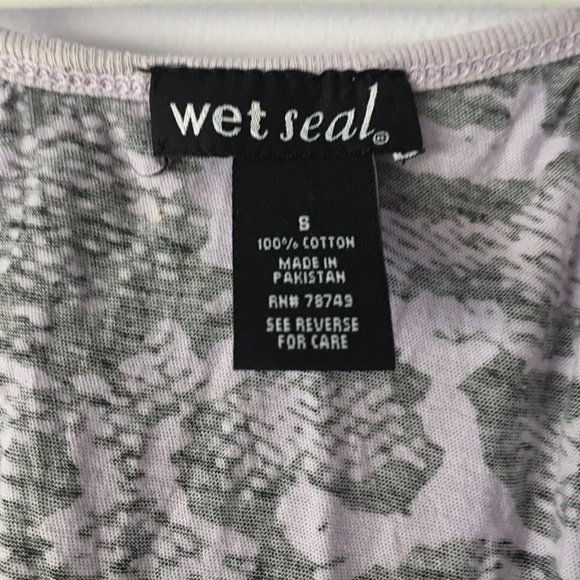 wet seal®
S
100% COTTON
MADE IN
PAKISTAN
RN# 78749
SEE REVERSE
FOR CARE